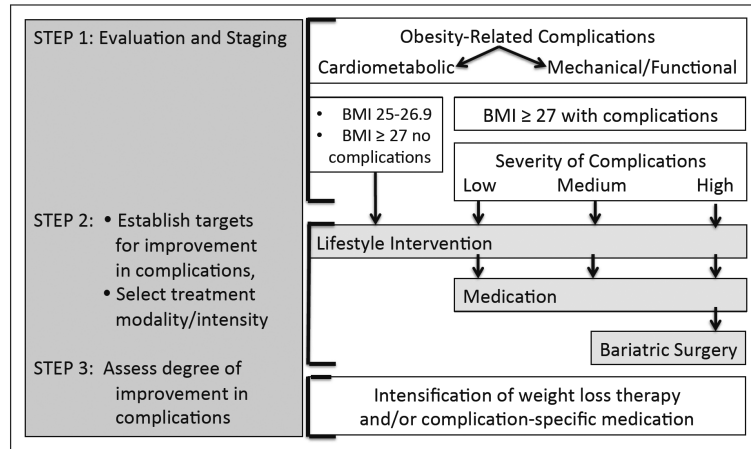 STEP 1: Evaluation and Staging
Obesity-Related Complications
Cardiometabolic
Mechanical/Functional
• BMI 25-26.9
• BMI ≥ 27 no
complications
BMI ≥ 27 with complications
Severity of Complications
Low Medium High
STEP 2: • Establish targets
for improvement
in complications,
• Select treatment
modality/intensity
Lifestyle Intervention
Medication
Bariatric Surgery
STEP 3: Assess degree of
improvement in
complications
Intensification of weight loss therapy
and/or complication-specific medication